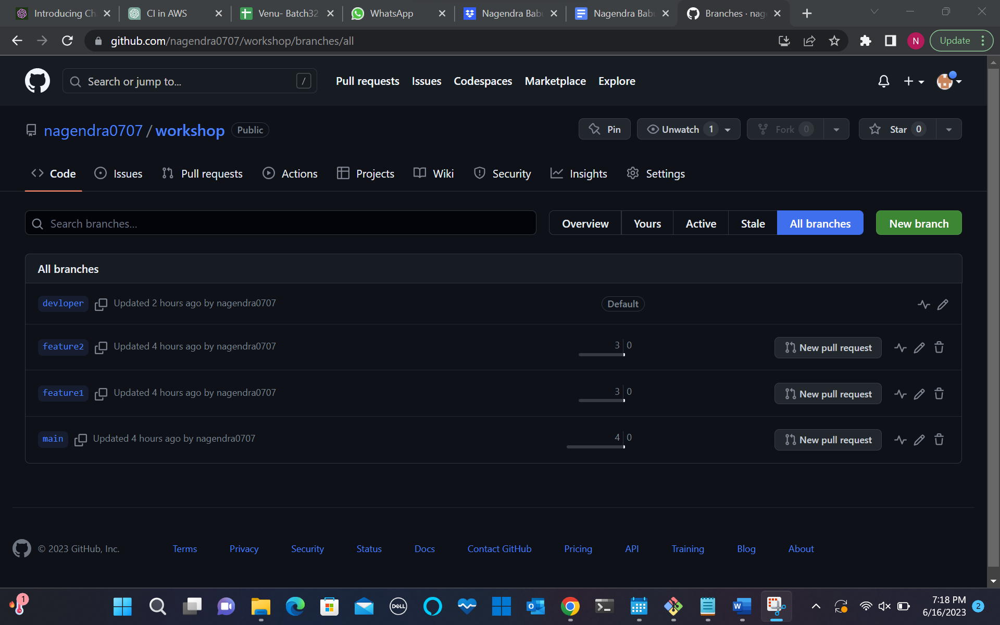 Introducing Ch
CI in AWS
Venu- Batch32
WhatsApp
Nagendra Bab
Nagendra Bab
Branches · nag
github.com/nagendra0707/workshop/branches/all
N
Update
Search or jump to...
/
Pull requests
Issues
Codespaces
Marketplace
Explore
nagendra0707 / workshop
Public
Pin
Unwatch 1
Fork 0
Star 0
Code
Issues
Pull requests
Actions
Projects
Wiki
Security
Insights
Settings
Search branches...
Overview
Yours
Active
Stale
All branches
New branch
All branches
devloper Updated 2 hours ago by nagendra0707
Default
feature2 Updated 4 hours ago by nagendra0707
3 0
New pull request
feature1 Updated 4 hours ago by nagendra0707
3 0
New pull request
main Updated 4 hours ago by nagendra0707
4 0
New pull request
© 2023 GitHub, Inc.
Terms
Privacy
Security
Status
Docs
Contact GitHub
Pricing
API
Training
Blog
About
1
DELL
O
W
7:18 PM
6/16/2023
2